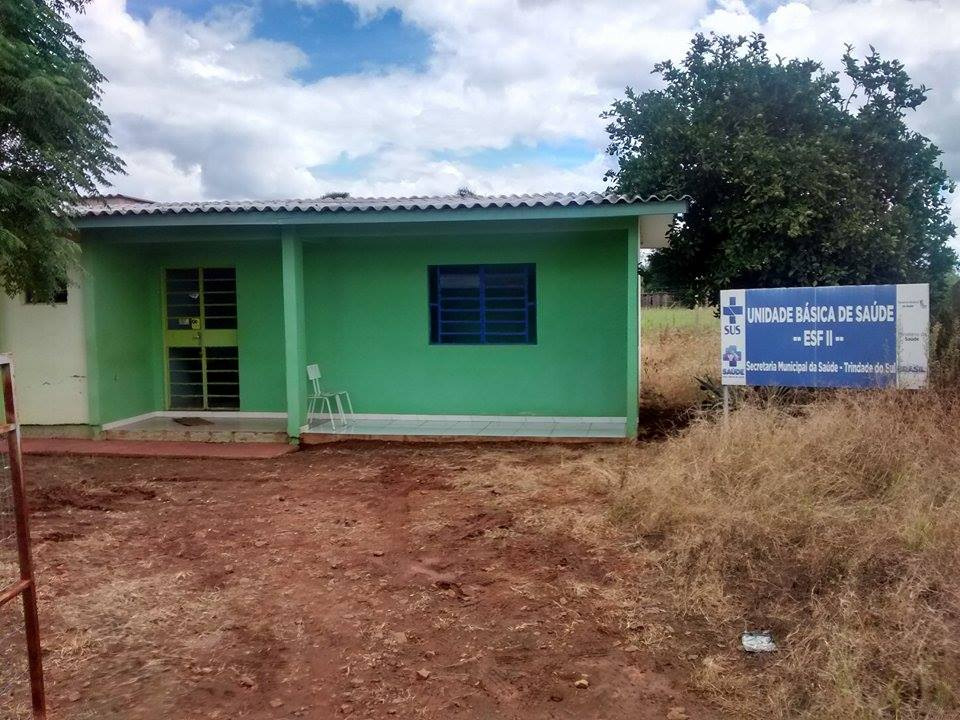 UNIDADE BÁSICA DE SAÚDE
-- ESF II --
Secretaria Municipal da Saúde - Trindade do Sul
SUS
SAÚDE
BRASIL